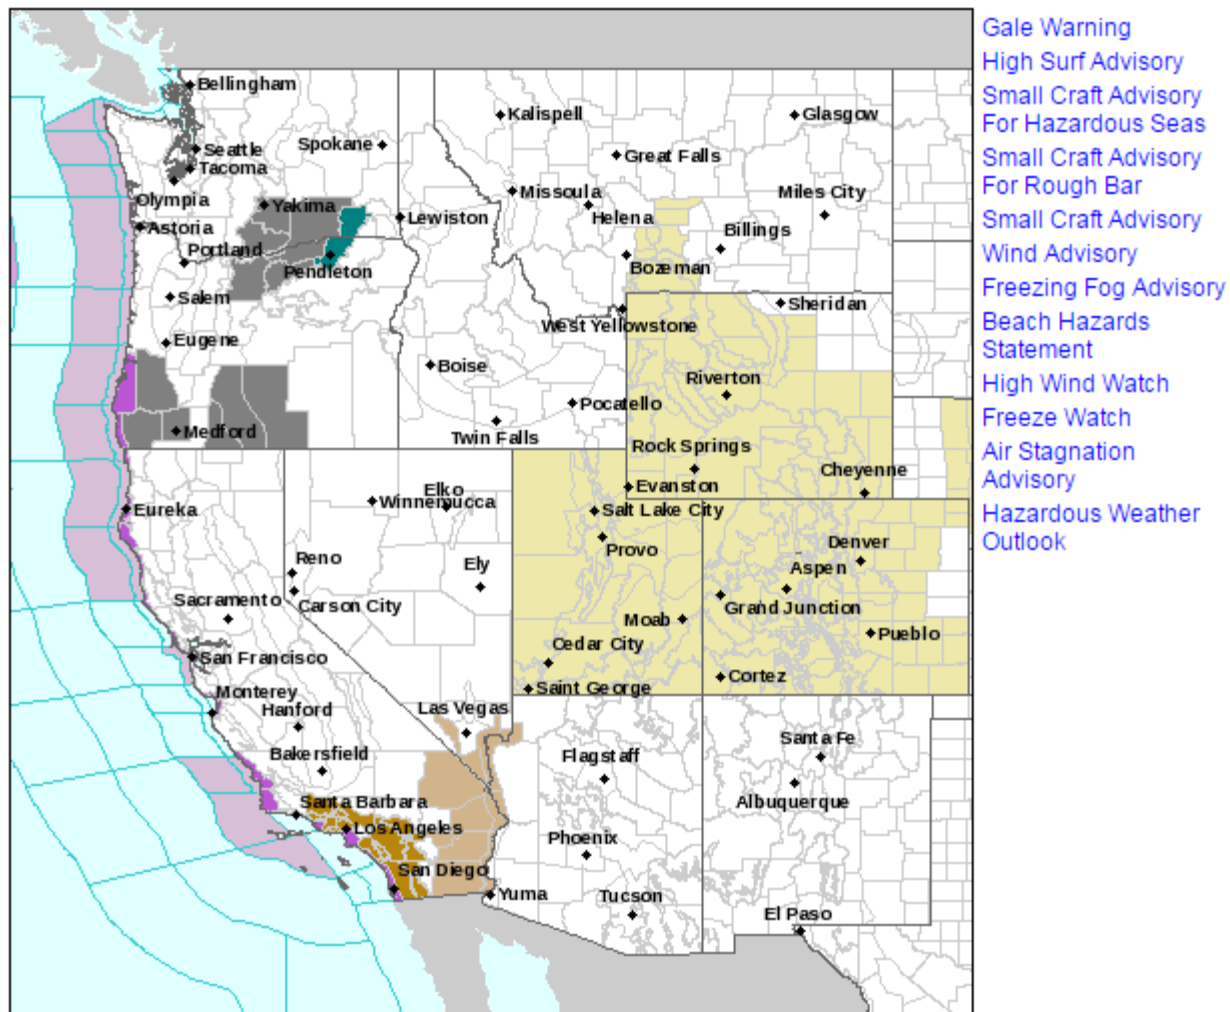 Bellingham
Kalispell
Glasgow
Seattle
Spokane
Great Falls
Tacoma
Missoula
Miles City
Olympia
Yakima
Lewiston
Helena
Astoria
Billings
Portland
Pendleton
Bozeman
Salem
Sheridan
West Yellowstone
Eugene
Boise
Riverton
Pocatello
Medford
Twin Falls
Rock Springs
Cheyenne
Elko
Evanston
Winnemucca
Eureka
Salt Lake City
Provo
Denver
Reno
Ely
Aspen
Sacramento
Carson City
Grand Junction
Moab
Pueblo
Cedar City
San Francisco
Cortez
Saint George
Monterey
Hanford
Las Vegas
Santa Fe
Bakersfield
Flagstaff
Santa Barbara
Albuquerque
Los Angeles
Phoenix
San Diego
Yuma
Tucson
El Paso
Gale Warning
High Surf Advisory
Small Craft Advisory
For Hazardous Seas
Small Craft Advisory
For Rough Bar
Small Craft Advisory
Wind Advisory
Freezing Fog Advisory
Beach Hazards
Statement
High Wind Watch
Freeze Watch
Air Stagnation
Advisory
Hazardous Weather
Outlook